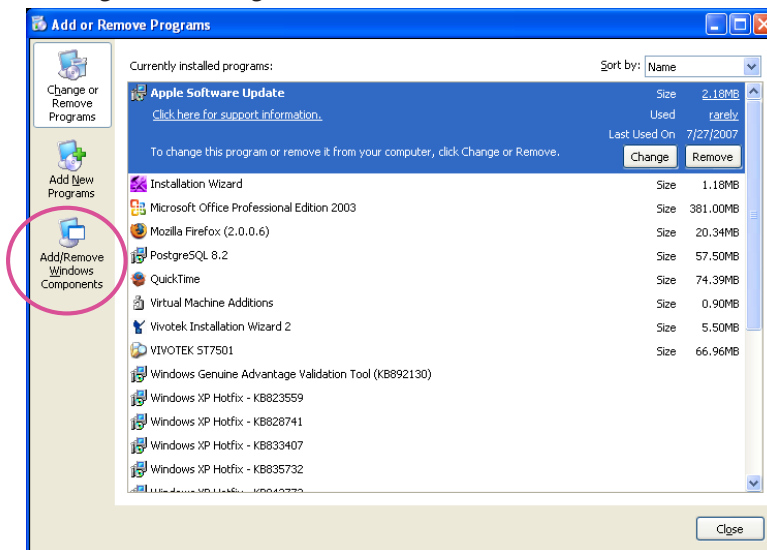 Add or Remove Programs
Change or
Remove
Programs
Add New
Programs
Add/Remove
Windows
Components
Currently installed programs:
Sort by: Name
Apple Software Update Size 2.18MB
Click here for support information. Used rarely
Last Used On 7/27/2007
To change this program or remove it from your computer, click Change or Remove. Change Remove
Installation Wizard Size 1.18MB
Microsoft Office Professional Edition 2003 Size 381.00MB
Mozilla Firefox (2.0.0.6) Size 20.34MB
PostgreSQL 8.2 Size 57.50MB
QuickTime Size 74.39MB
Virtual Machine Additions Size 0.90MB
Vivotek Installation Wizard 2 Size 5.50MB
VIVOTEK ST7501 Size 66.96MB
Windows Genuine Advantage Validation Tool (KB892130)
Windows XP Hotfix - KB823559
Windows XP Hotfix - KB828741
Windows XP Hotfix - KB833407
Windows XP Hotfix - KB835732
Close